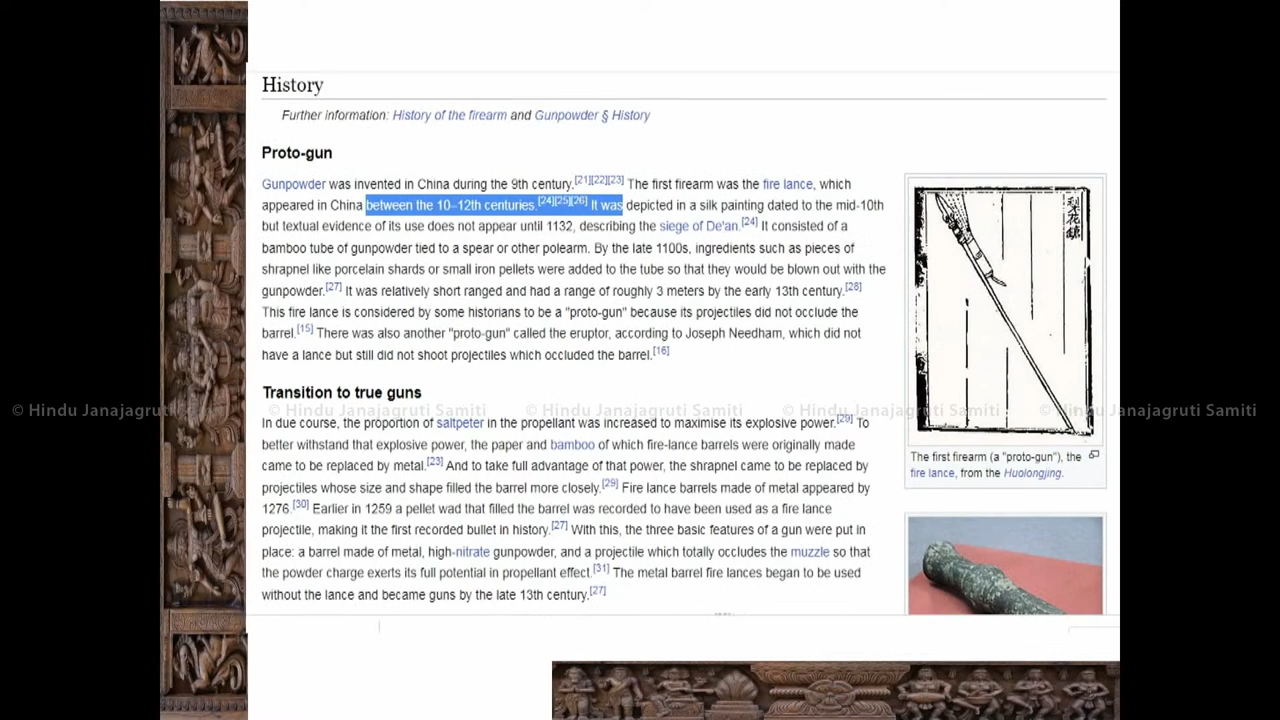 History
Further information: History of the firearm and Gunpowder § History
Proto-gun
Gunpowder was invented in China during the 9th century.[21][22][23] The first firearm was the fire lance, which
appeared in China between the 10–12th centuries.[24][25][26] It was depicted in a silk painting dated to the mid-10th
but textual evidence of its use does not appear until 1132, describing the siege of De'an.[24] It consisted of a
bamboo tube of gunpowder tied to a spear or other polearm. By the late 1100s, ingredients such as pieces of
shrapnel like porcelain shards or small iron pellets were added to the tube so that they would be blown out with the
gunpowder.[27] It was relatively short ranged and had a range of roughly 3 meters by the early 13th century.[28]
This fire lance is considered by some historians to be a "proto-gun" because its projectiles did not occlude the
barrel.[15] There was also another "proto-gun" called the eruptor, according to Joseph Needham, which did not
have a lance but still did not shoot projectiles which occluded the barrel.[16]
梨花鎗
The first firearm (a "proto-gun"), the
fire lance, from the Huolongjing.
Transition to true guns
© Hindu Janajagruti Samiti © Hindu Janajagruti Samiti © Hindu Janajagruti Samiti © Hindu Janajagruti Samiti
In due course, the proportion of saltpeter in the propellant was increased to maximise its explosive power.[29] To
better withstand that explosive power, the paper and bamboo of which fire-lance barrels were originally made
came to be replaced by metal.[23] And to take full advantage of that power, the shrapnel came to be replaced by
projectiles whose size and shape filled the barrel more closely.[29] Fire lance barrels made of metal appeared by
1276.[30] Earlier in 1259 a pellet wad that filled the barrel was recorded to have been used as a fire lance
projectile, making it the first recorded bullet in history.[27] With this, the three basic features of a gun were put in
place: a barrel made of metal, high-nitrate gunpowder, and a projectile which totally occludes the muzzle so that
the powder charge exerts its full potential in propellant effect.[31] The metal barrel fire lances began to be used
without the lance and became guns by the late 13th century.[27]